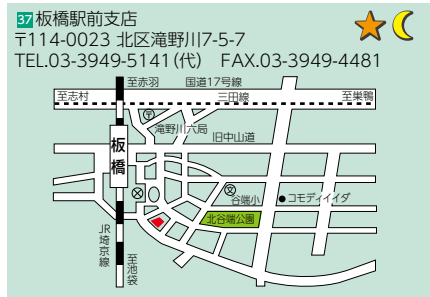 37 板橋駅前支店
〒114-0023 北区滝野川7-5-7
TEL.03-3949-5141(代) FAX.03-3949-4481
至赤羽 国道17号線
至志村 三田線 至巣鴨
〒
滝野川六局
旧中山道
板橋
文
谷端小
コモディイイダ
北谷端公園
JR埼京線
至池袋